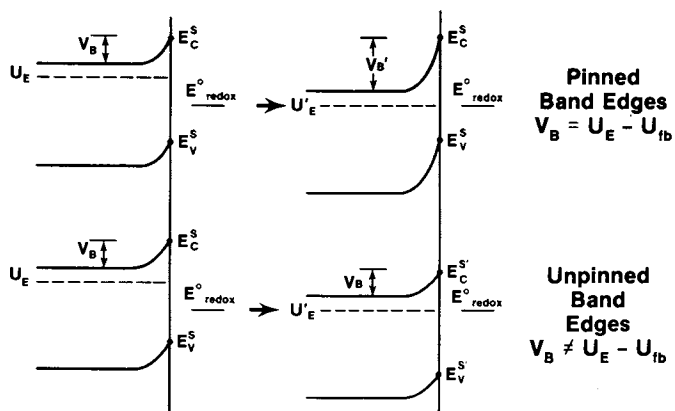 V_B
E_C^S
U_E
E°_redox
E_V^S
V_B'
E_C^S
E°_redox
U'_E
E_V^S
Pinned
Band Edges
V_B = U_E − U_fb
V_B
E_C^S
U_E
E°_redox
E_V^S
V_B
E_C^S'
E°_redox
U'_E
E_V^S'
Unpinned
Band
Edges
V_B ≠ U_E − U_fb